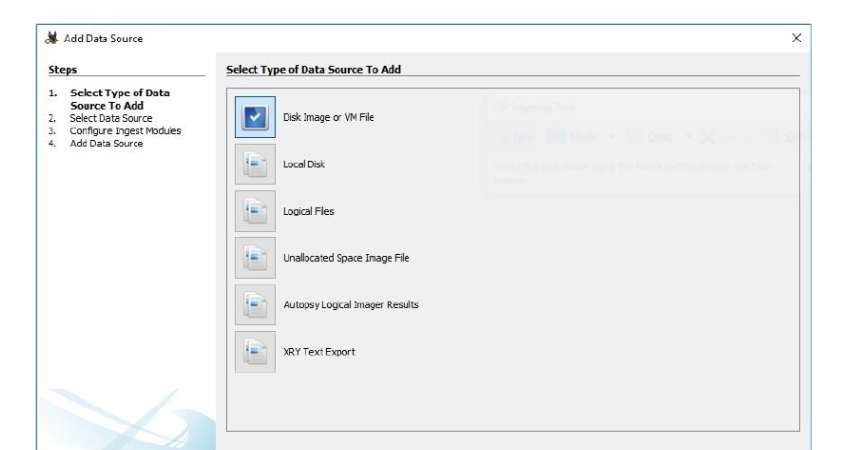 Add Data Source
Steps
1. Select Type of Data
Source To Add
2. Select Data Source
3. Configure Ingest Modules
4. Add Data Source
Select Type of Data Source To Add
Disk Image or VM File
Local Disk
Logical Files
Unallocated Space Image File
Autopsy Logical Imager Results
XRY Text Export